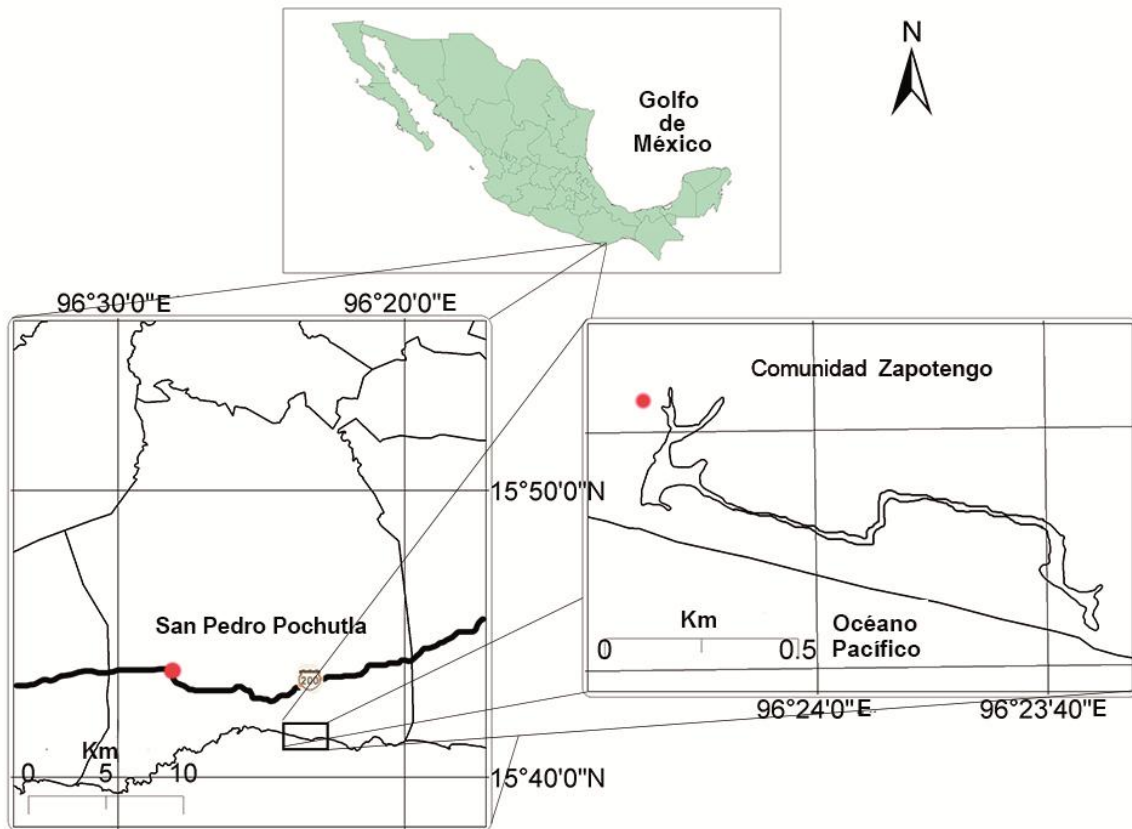 N
Golfo
de
México
96°30'0"E
96°20'0"E
Comunidad Zapotengo
15°50'0"N
San Pedro Pochutla
200
Km
0 0.5
Océano
Pacífico
96°24'0"E
96°23'40"E
Km
0 5 10
15°40'0"N